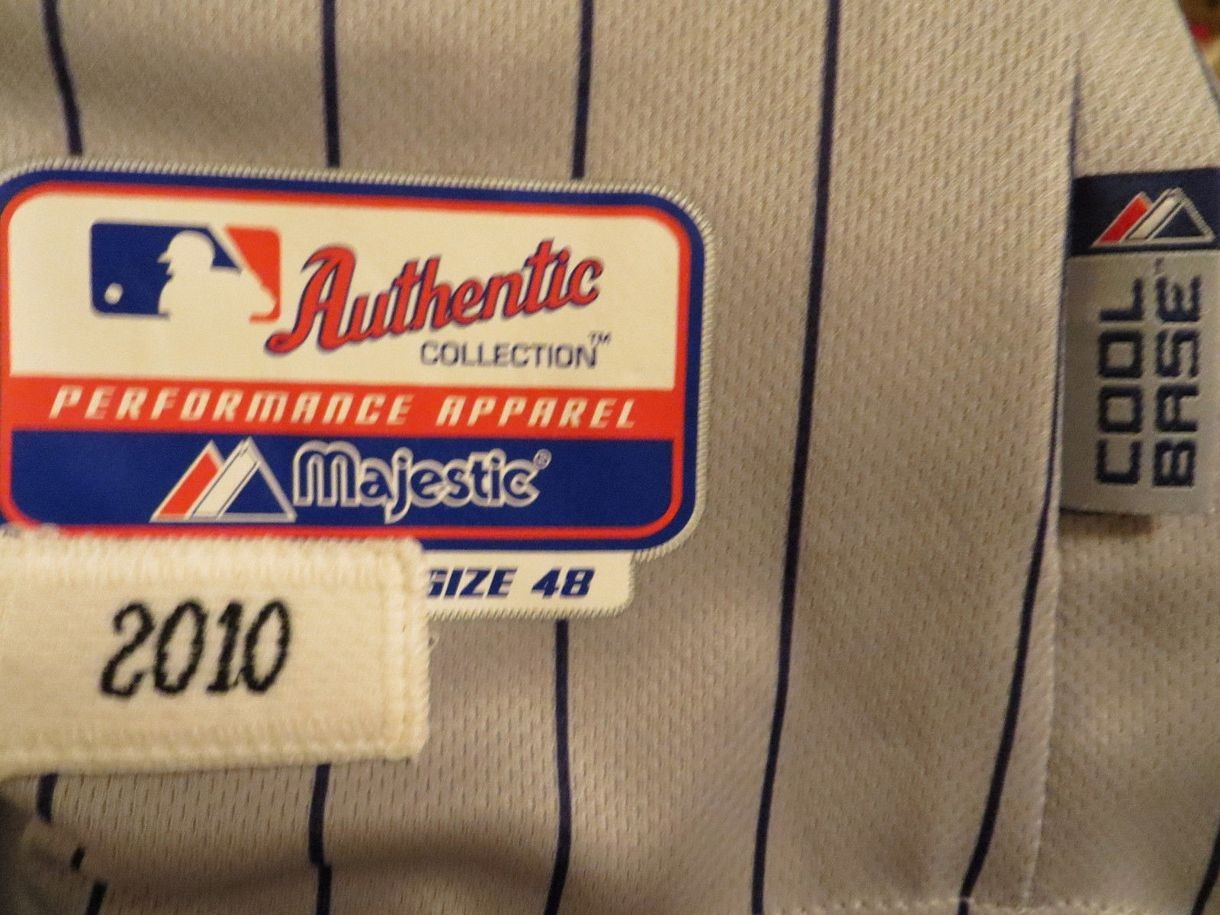 Authentic
COLLECTION™
PERFORMANCE APPAREL
Majestic®
SIZE 48
2010
COOL
BASE™